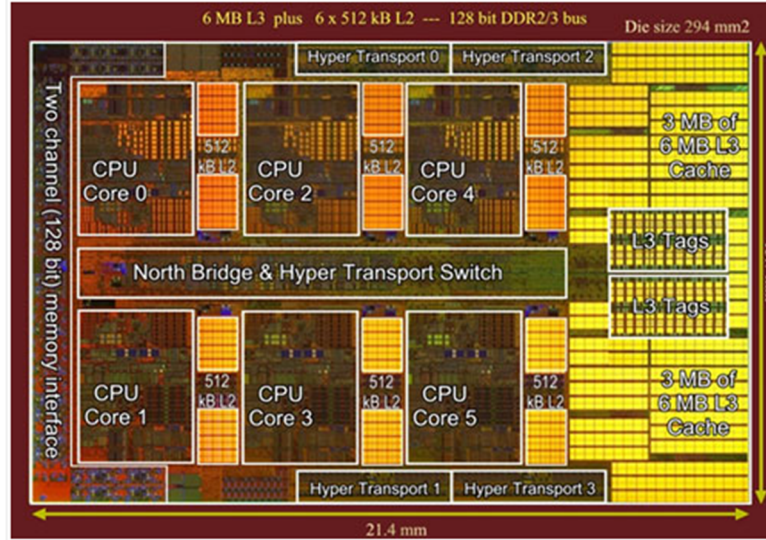 6 MB L3 plus 6 x 512 kB L2 --- 128 bit DDR2/3 bus
Die size 294 mm2
Hyper Transport 0
Hyper Transport 2
Two channel (128 bit) memory interface
CPU
Core 0
512
kB L2
CPU
Core 2
512
kB L2
CPU
Core 4
512
kB L2
3 MB of
6 MB L3
Cache
L3 Tags
North Bridge & Hyper Transport Switch
L3 Tags
CPU
Core 1
512
kB L2
CPU
Core 3
512
kB L2
CPU
Core 5
512
kB L2
3 MB of
6 MB L3
Cache
Hyper Transport 1
Hyper Transport 3
21.4 mm